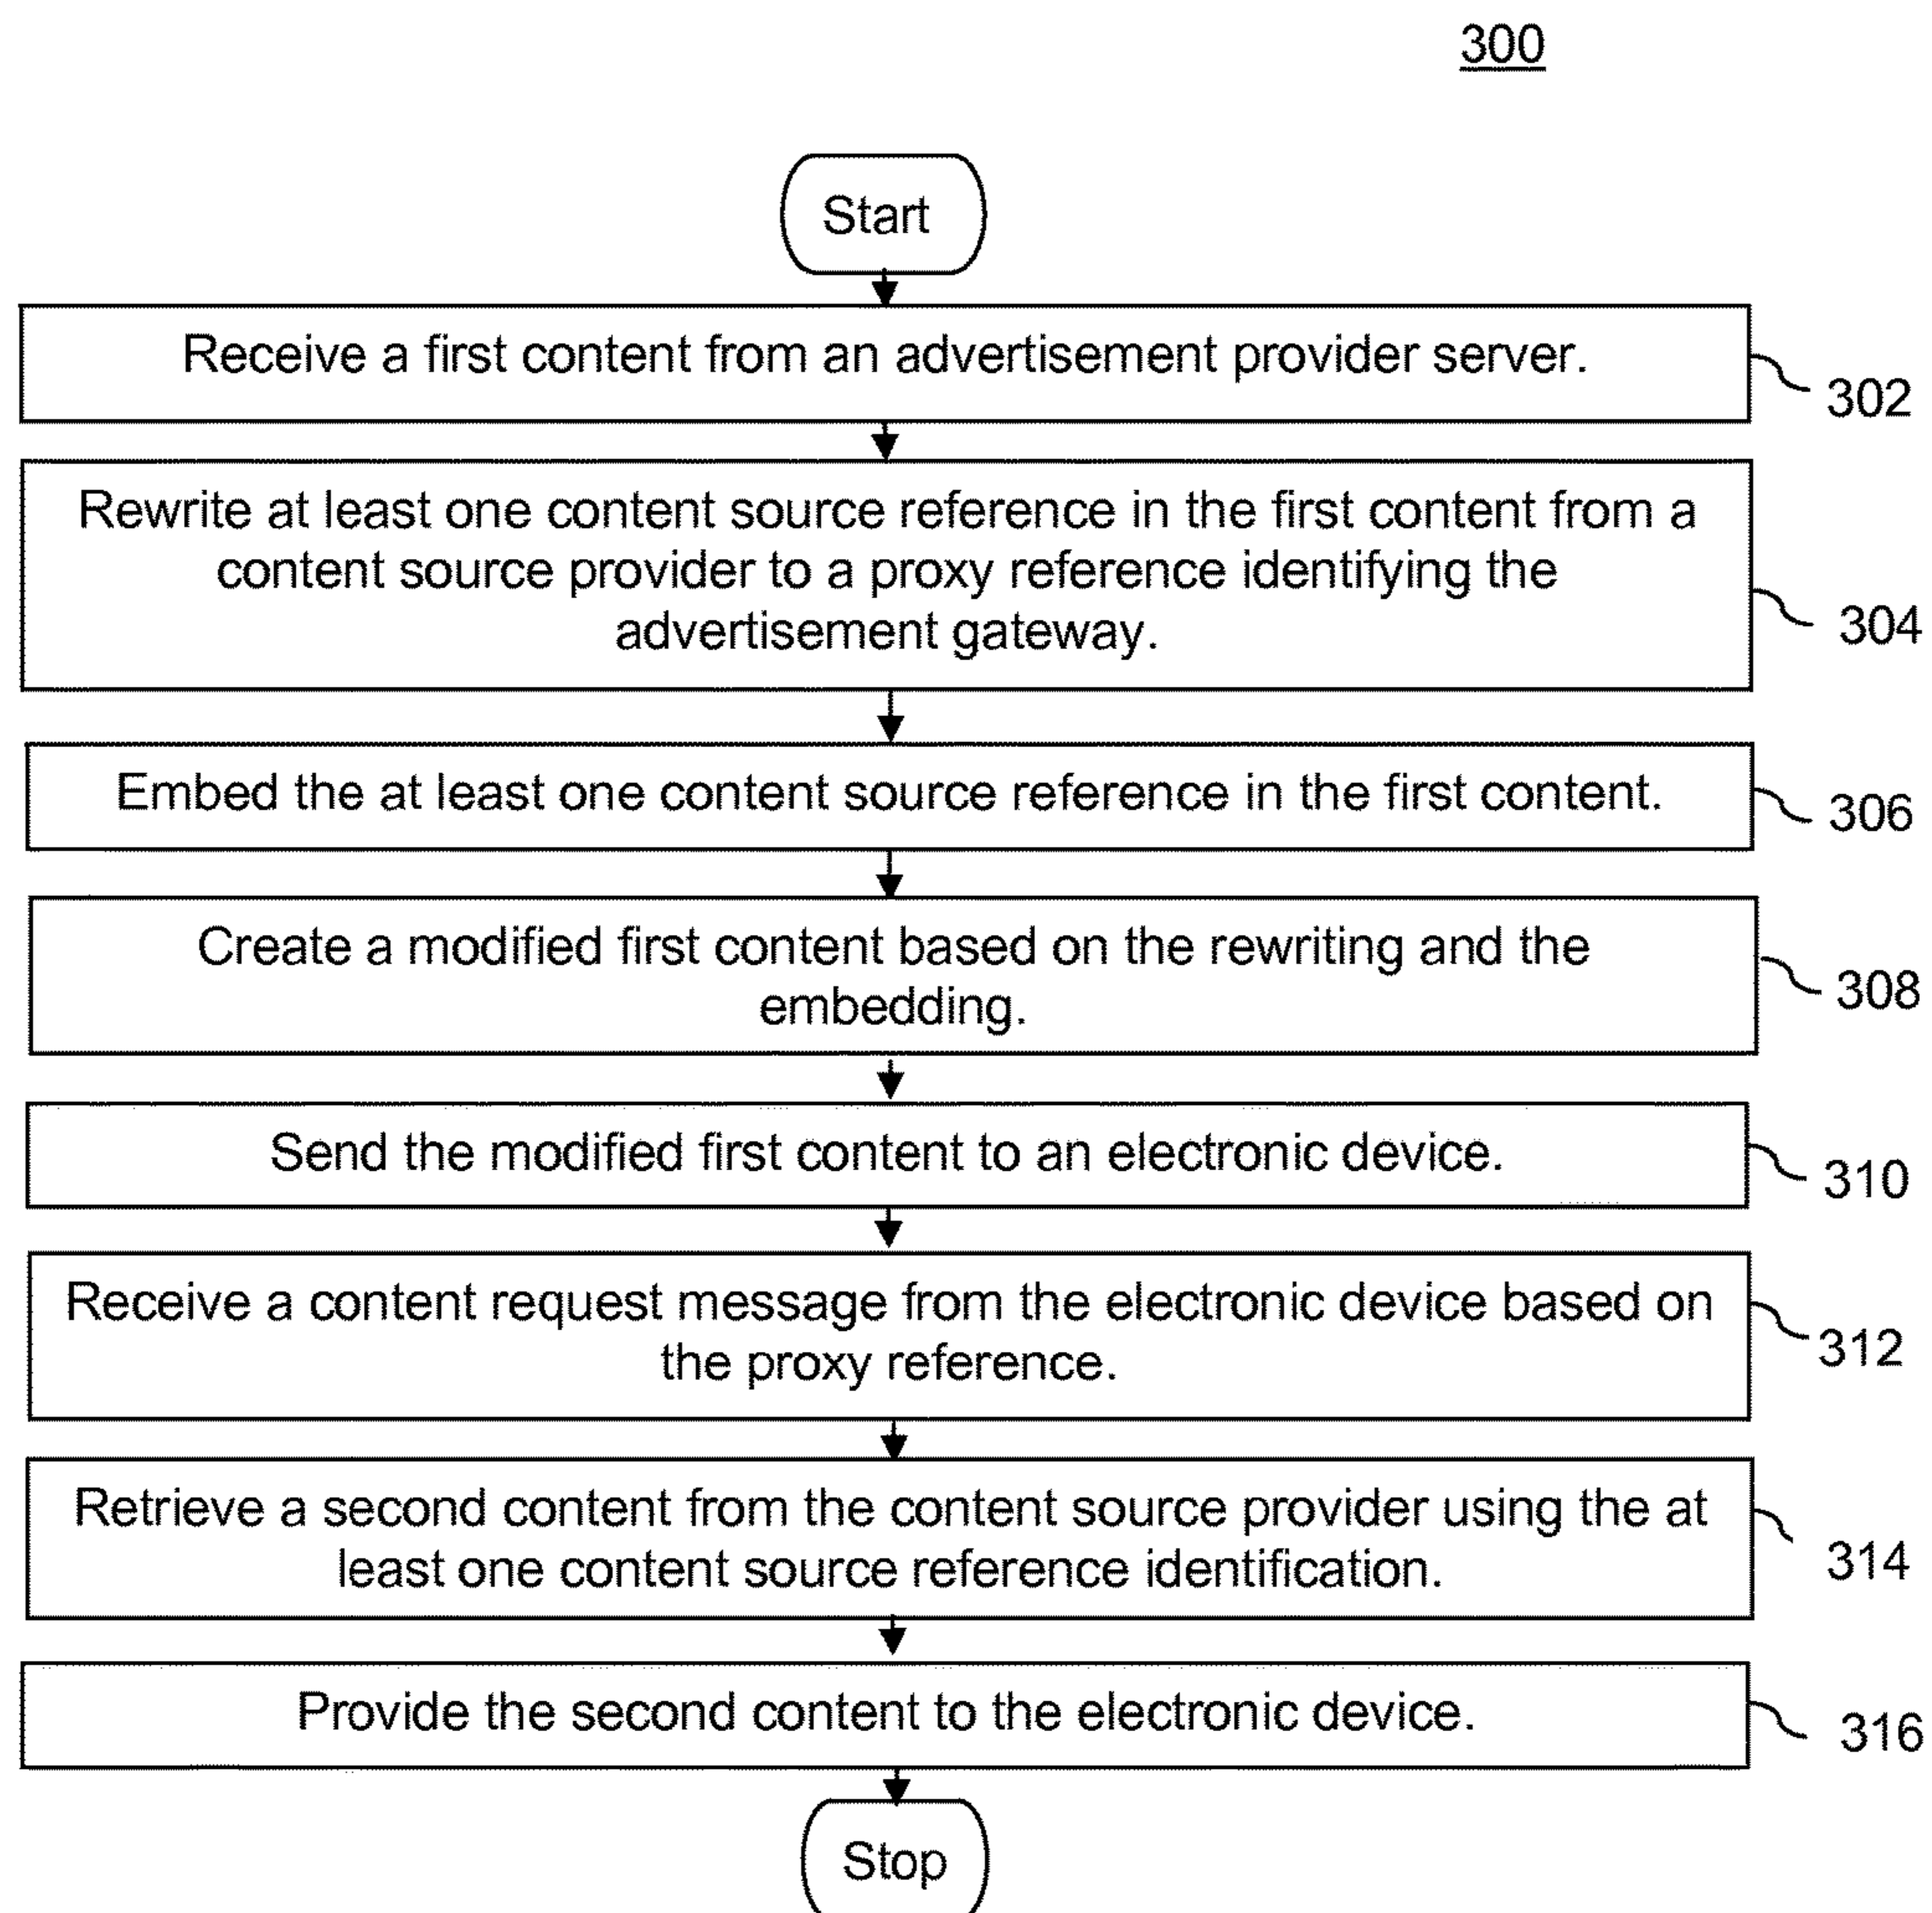 300
Start
Receive a first content from an advertisement provider server.
302
Rewrite at least one content source reference in the first content from a
content source provider to a proxy reference identifying the
advertisement gateway.
304
Embed the at least one content source reference in the first content.
306
Create a modified first content based on the rewriting and the
embedding.
308
Send the modified first content to an electronic device.
310
Receive a content request message from the electronic device based on
the proxy reference.
312
Retrieve a second content from the content source provider using the at
least one content source reference identification.
314
Provide the second content to the electronic device.
316
Stop